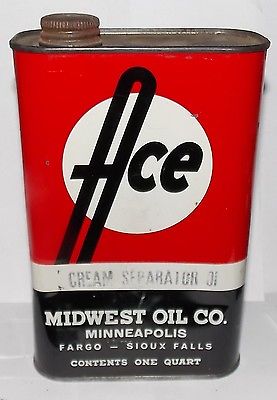 Ace
CREAM SEPARATOR OI
MIDWEST OIL CO.
MINNEAPOLIS
FARGO — SIOUX FALLS
CONTENTS ONE QUART